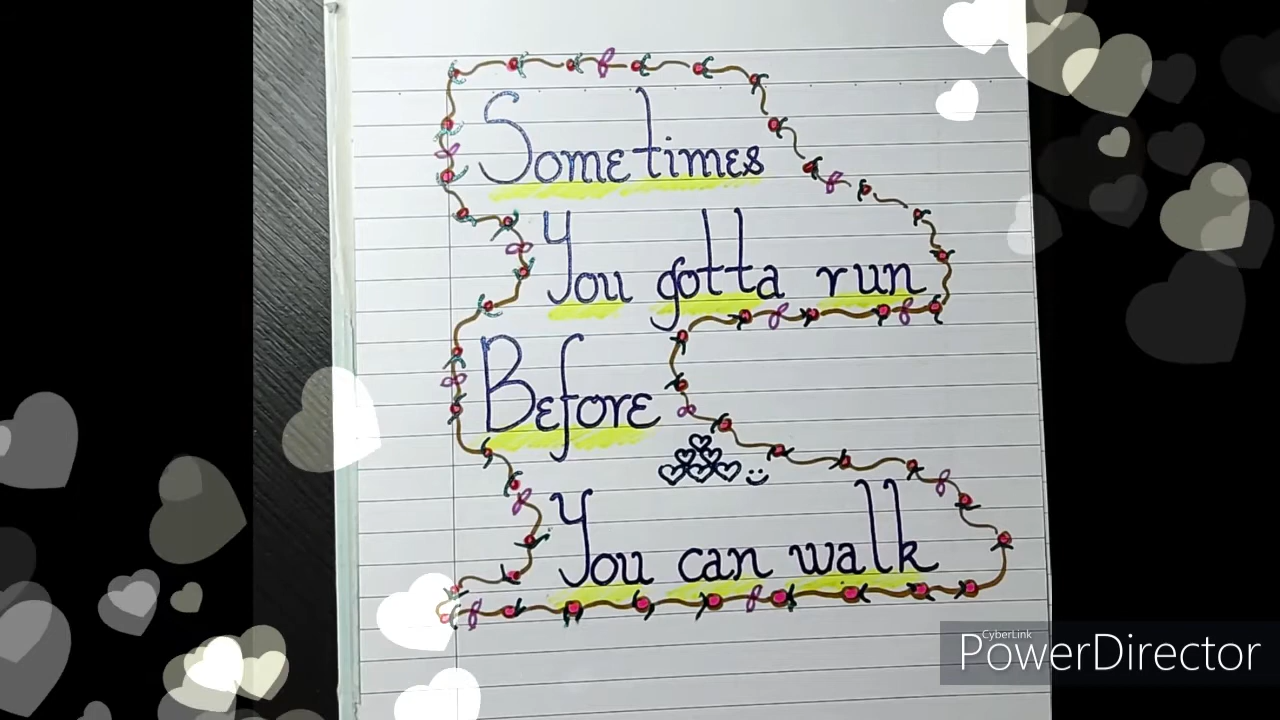 Sometimes
You gotta run
Before
You can walk
CyberLink
PowerDirector